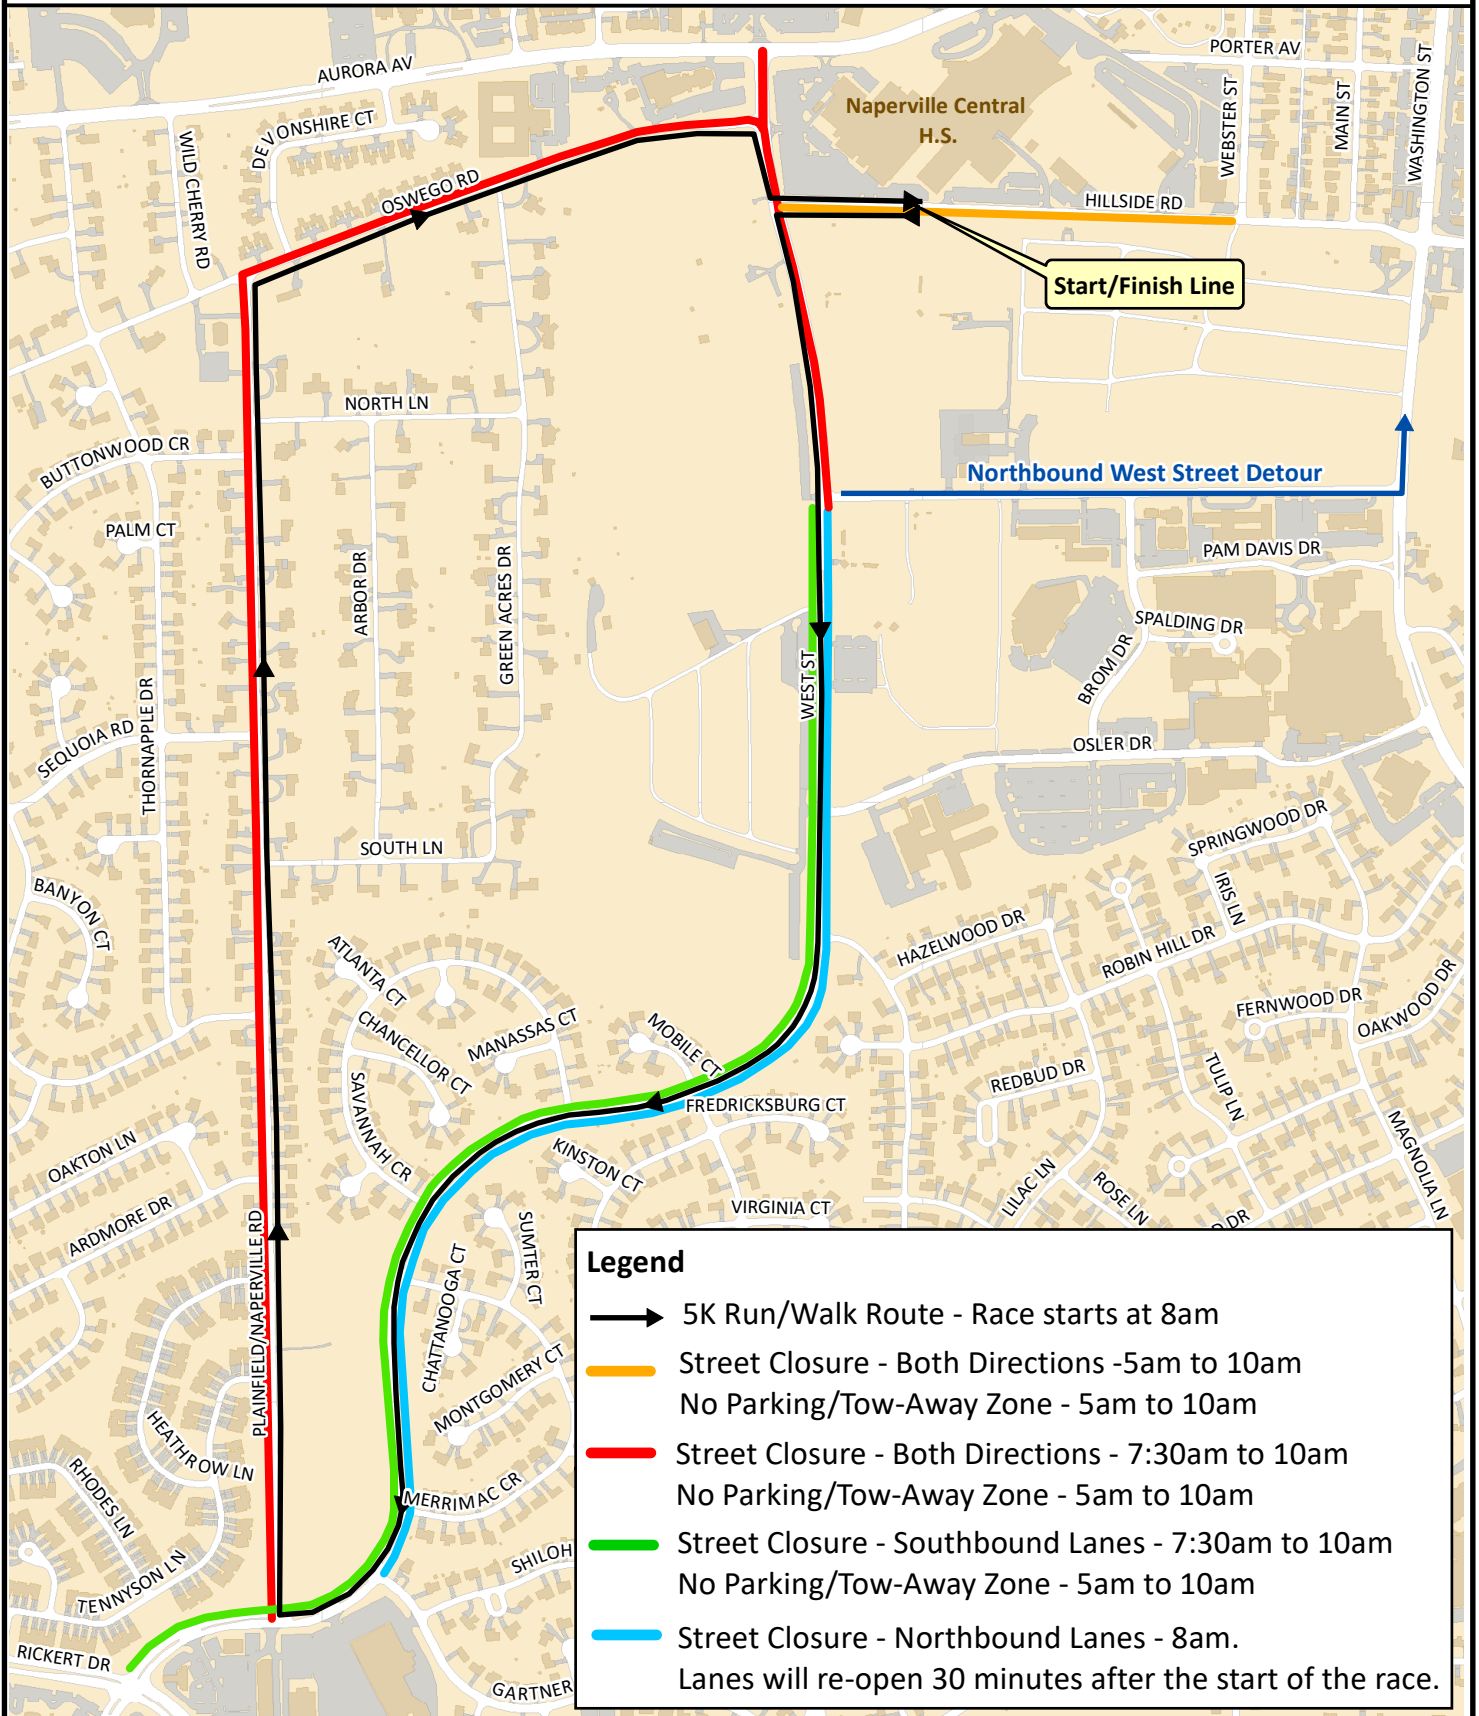 PORTER AV
AURORA AV
WASHINGTON ST
WEBSTER ST
MAIN ST
Naperville Central
H.S.
DEVONSHIRE CT
WILD CHERRY RD
OSWEGO RD
HILLSIDE RD
Start/Finish Line
NORTH LN
BUTTONWOOD CR
Northbound West Street Detour
PALM CT
PAM DAVIS DR
ARBOR DR
GREEN ACRES DR
SPALDING DR
BROM DR
WEST ST
THORNAPPLE DR
SEQUOIA RD
OSLER DR
SPRINGWOOD DR
SOUTH LN
IRIS LN
BANYON CT
HAZELWOOD DR
ROBIN HILL DR
ATLANTA CT
FERNWOOD DR
OAKWOOD DR
CHANCELLOR CT
MANASSAS CT
MOBILE CT
REDBUD DR
TULIP LN
SAVANNAH CR
FREDRICKSBURG CT
MAGNOLIA LN
OAKTON LN
KINSTON CT
LILAC LN
ROSE LN
VIRGINIA CT
ARDMORE DR
D DR
SUMTER CT
PLAINFIELD/NAPERVILLE RD
CHATTANOOGA CT
MONTGOMERY CT
HEATHROW LN
RHODES LN
MERRIMAC CR
SHILOH
TENNYSON LN
RICKERT DR
GARTNER
Legend
5K Run/Walk Route - Race starts at 8am
Street Closure - Both Directions -5am to 10am
No Parking/Tow-Away Zone - 5am to 10am
Street Closure - Both Directions - 7:30am to 10am
No Parking/Tow-Away Zone - 5am to 10am
Street Closure - Southbound Lanes - 7:30am to 10am
No Parking/Tow-Away Zone - 5am to 10am
Street Closure - Northbound Lanes - 8am.
Lanes will re-open 30 minutes after the start of the race.